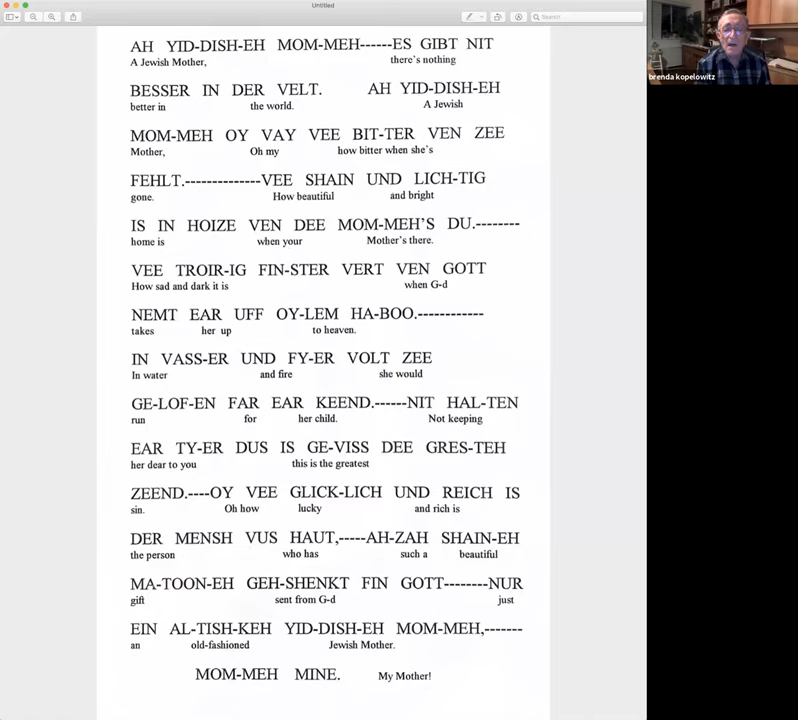 Untitled
Search
brenda kopelowitz
AH YID-DISH-EH MOM-MEH------ES GIBT NIT
A Jewish Mother, there's nothing
BESSER IN DER VELT. AH YID-DISH-EH
better in the world. A Jewish
MOM-MEH OY VAY VEE BIT-TER VEN ZEE
Mother, Oh my how bitter when she's
FEHLT.--------------VEE SHAIN UND LICH-TIG
gone. How beautiful and bright
IS IN HOIZE VEN DEE MOM-MEH'S DU.--------
home is when your Mother's there.
VEE TROIR-IG FIN-STER VERT VEN GOTT
How sad and dark it is when G-d
NEMT EAR UFF OY-LEM HA-BOO.------------
takes her up to heaven.
IN VASS-ER UND FY-ER VOLT ZEE
In water and fire she would
GE-LOF-EN FAR EAR KEEND.------NIT HAL-TEN
run for her child. Not keeping
EAR TY-ER DUS IS GE-VISS DEE GRES-TEH
her dear to you this is the greatest
ZEEND.----OY VEE GLICK-LICH UND REICH IS
sin. Oh how lucky and rich is
DER MENSH VUS HAUT,-----AH-ZAH SHAIN-EH
the person who has such a beautiful
MA-TOON-EH GEH-SHENKT FIN GOTT--------NUR
gift sent from G-d just
EIN AL-TISH-KEH YID-DISH-EH MOM-MEH,-------
an old-fashioned Jewish Mother.
MOM-MEH MINE. My Mother!